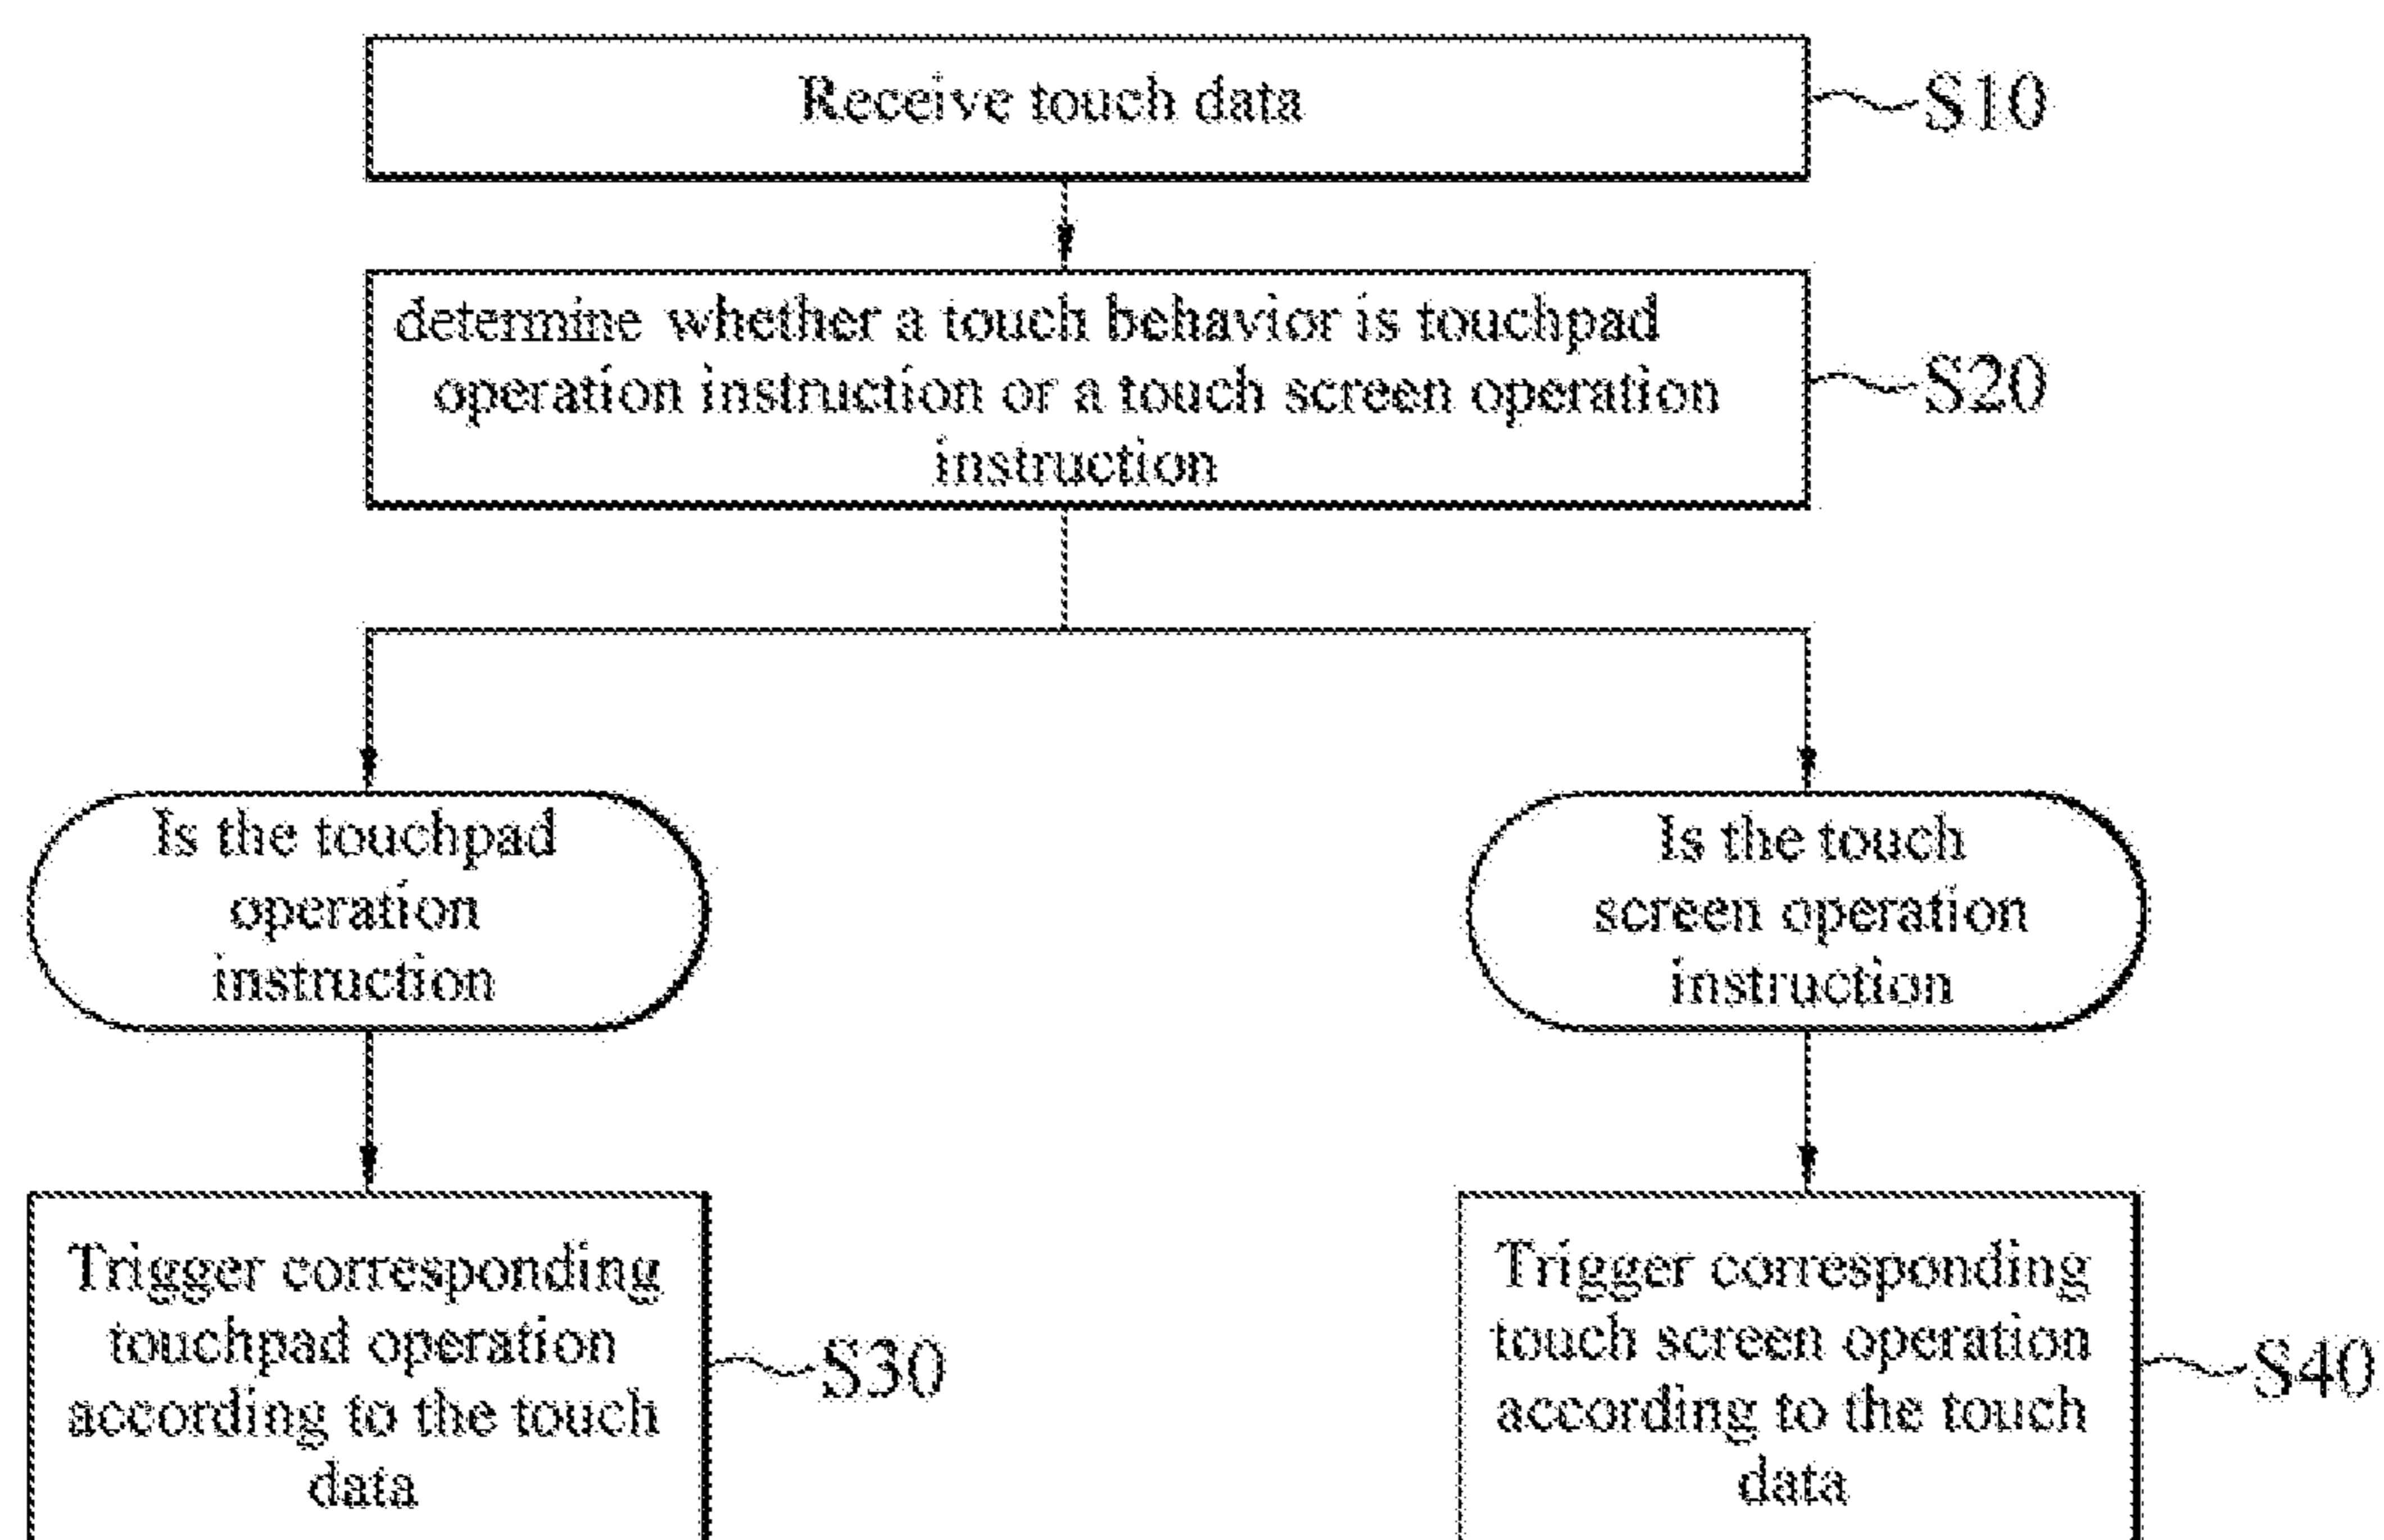 Receive touch data
S10
determine whether a touch behavior is touchpad
operation instruction or a touch screen operation
instruction
S20
Is the touchpad
operation
instruction
Is the touch
screen operation
instruction
Trigger corresponding
touchpad operation
according to the touch
data
S30
Trigger corresponding
touch screen operation
according to the touch
data
S40